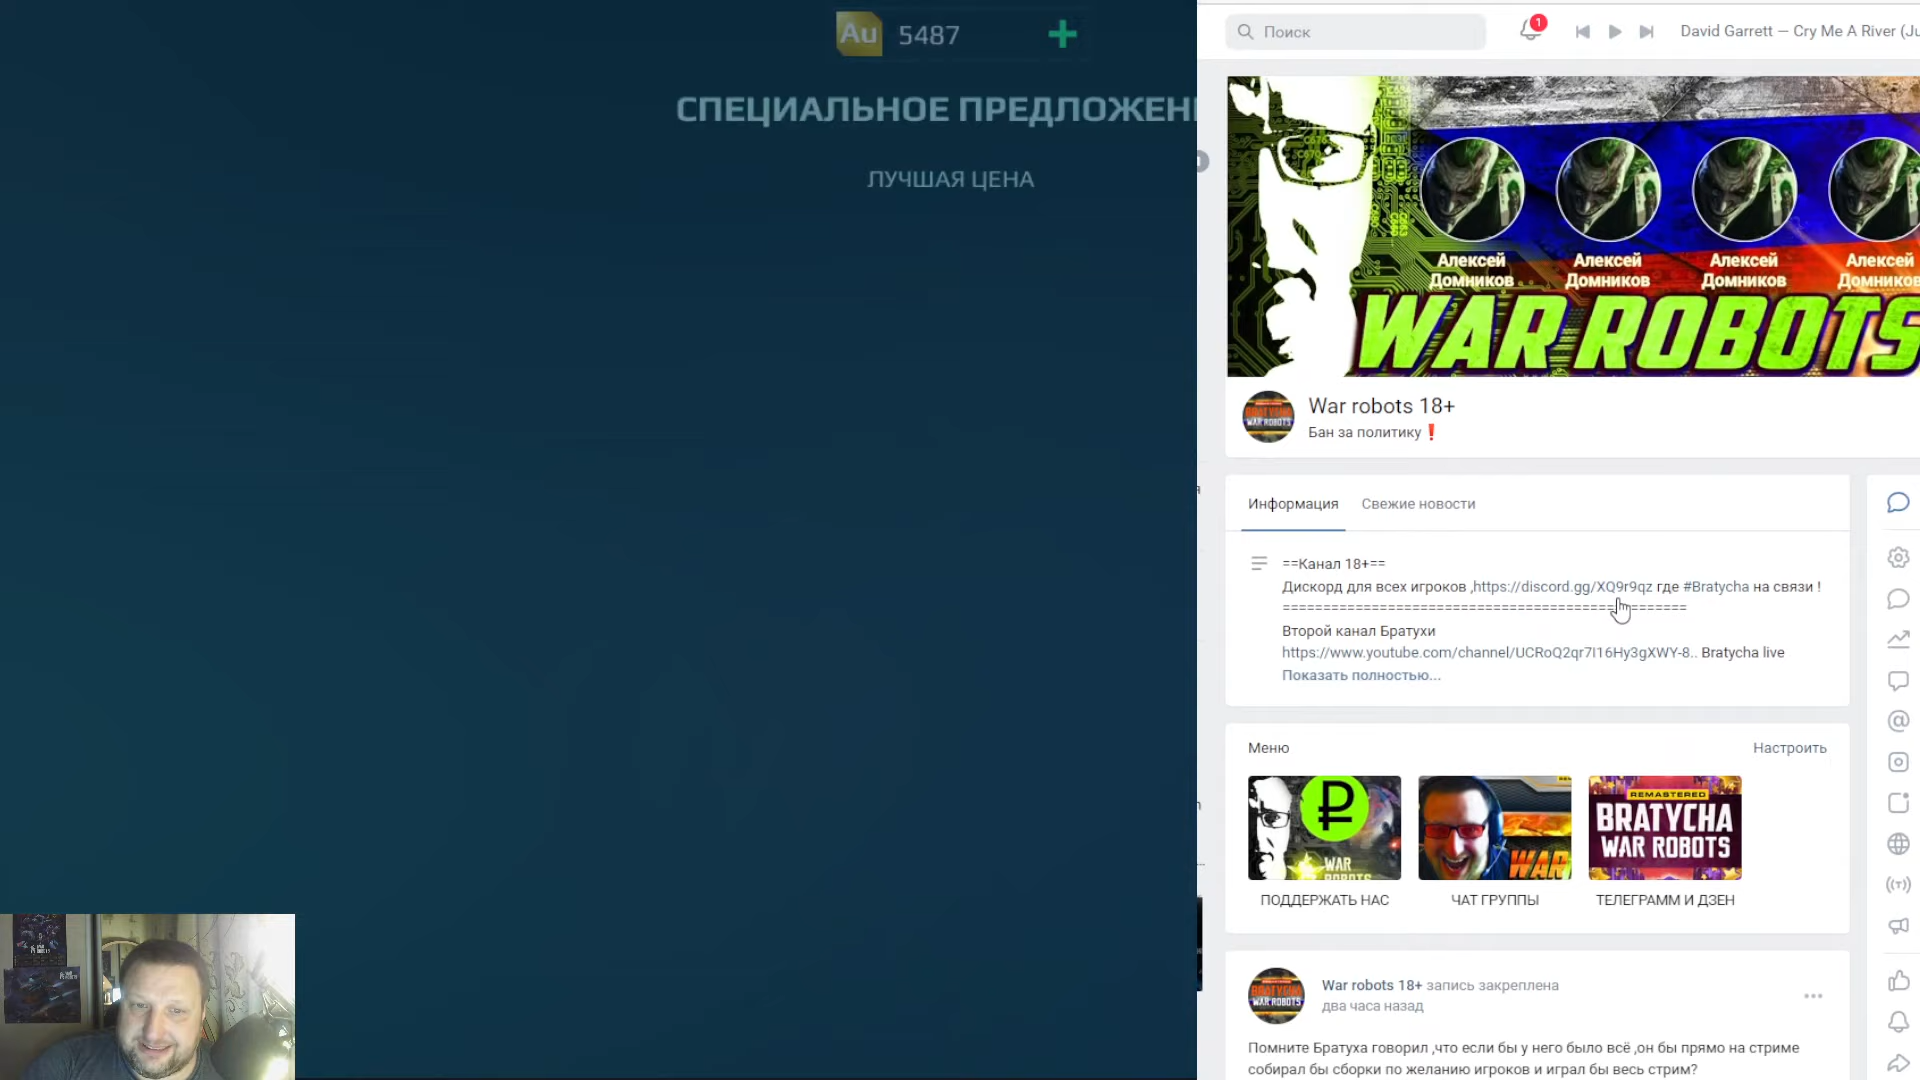 Au 5487
СПЕЦИАЛЬНОЕ ПРЕДЛОЖЕН
ЛУЧШАЯ ЦЕНА
Поиск
1
David Garrett — Cry Me A River (Ju
Алексей Домников
Алексей Домников
Алексей Домников
Алексей Домников
WAR ROBOTS
War robots 18+
Бан за политику❗
Информация
Свежие новости
==Канал 18+==
Дискорд для всех игроков ,https://discord.gg/XQ9r9qz где #Bratycha на связи !
==================================================
Второй канал Братухи
https://www.youtube.com/channel/UCRoQ2qr7I16Hy3gXWY-8.. Bratycha live
Показать полностью...
Меню
Настроить
WAR ROBOTS
WAR
REMASTERED
BRATYCHA
WAR ROBOTS
ПОДДЕРЖАТЬ НАС
ЧАТ ГРУППЫ
ТЕЛЕГРАММ И ДЗЕН
War robots 18+ запись закреплена
два часа назад
Помните Братуха говорил ,что если бы у него было всё ,он бы прямо на стриме
собирал бы сборки по желанию игроков и играл бы весь стрим?